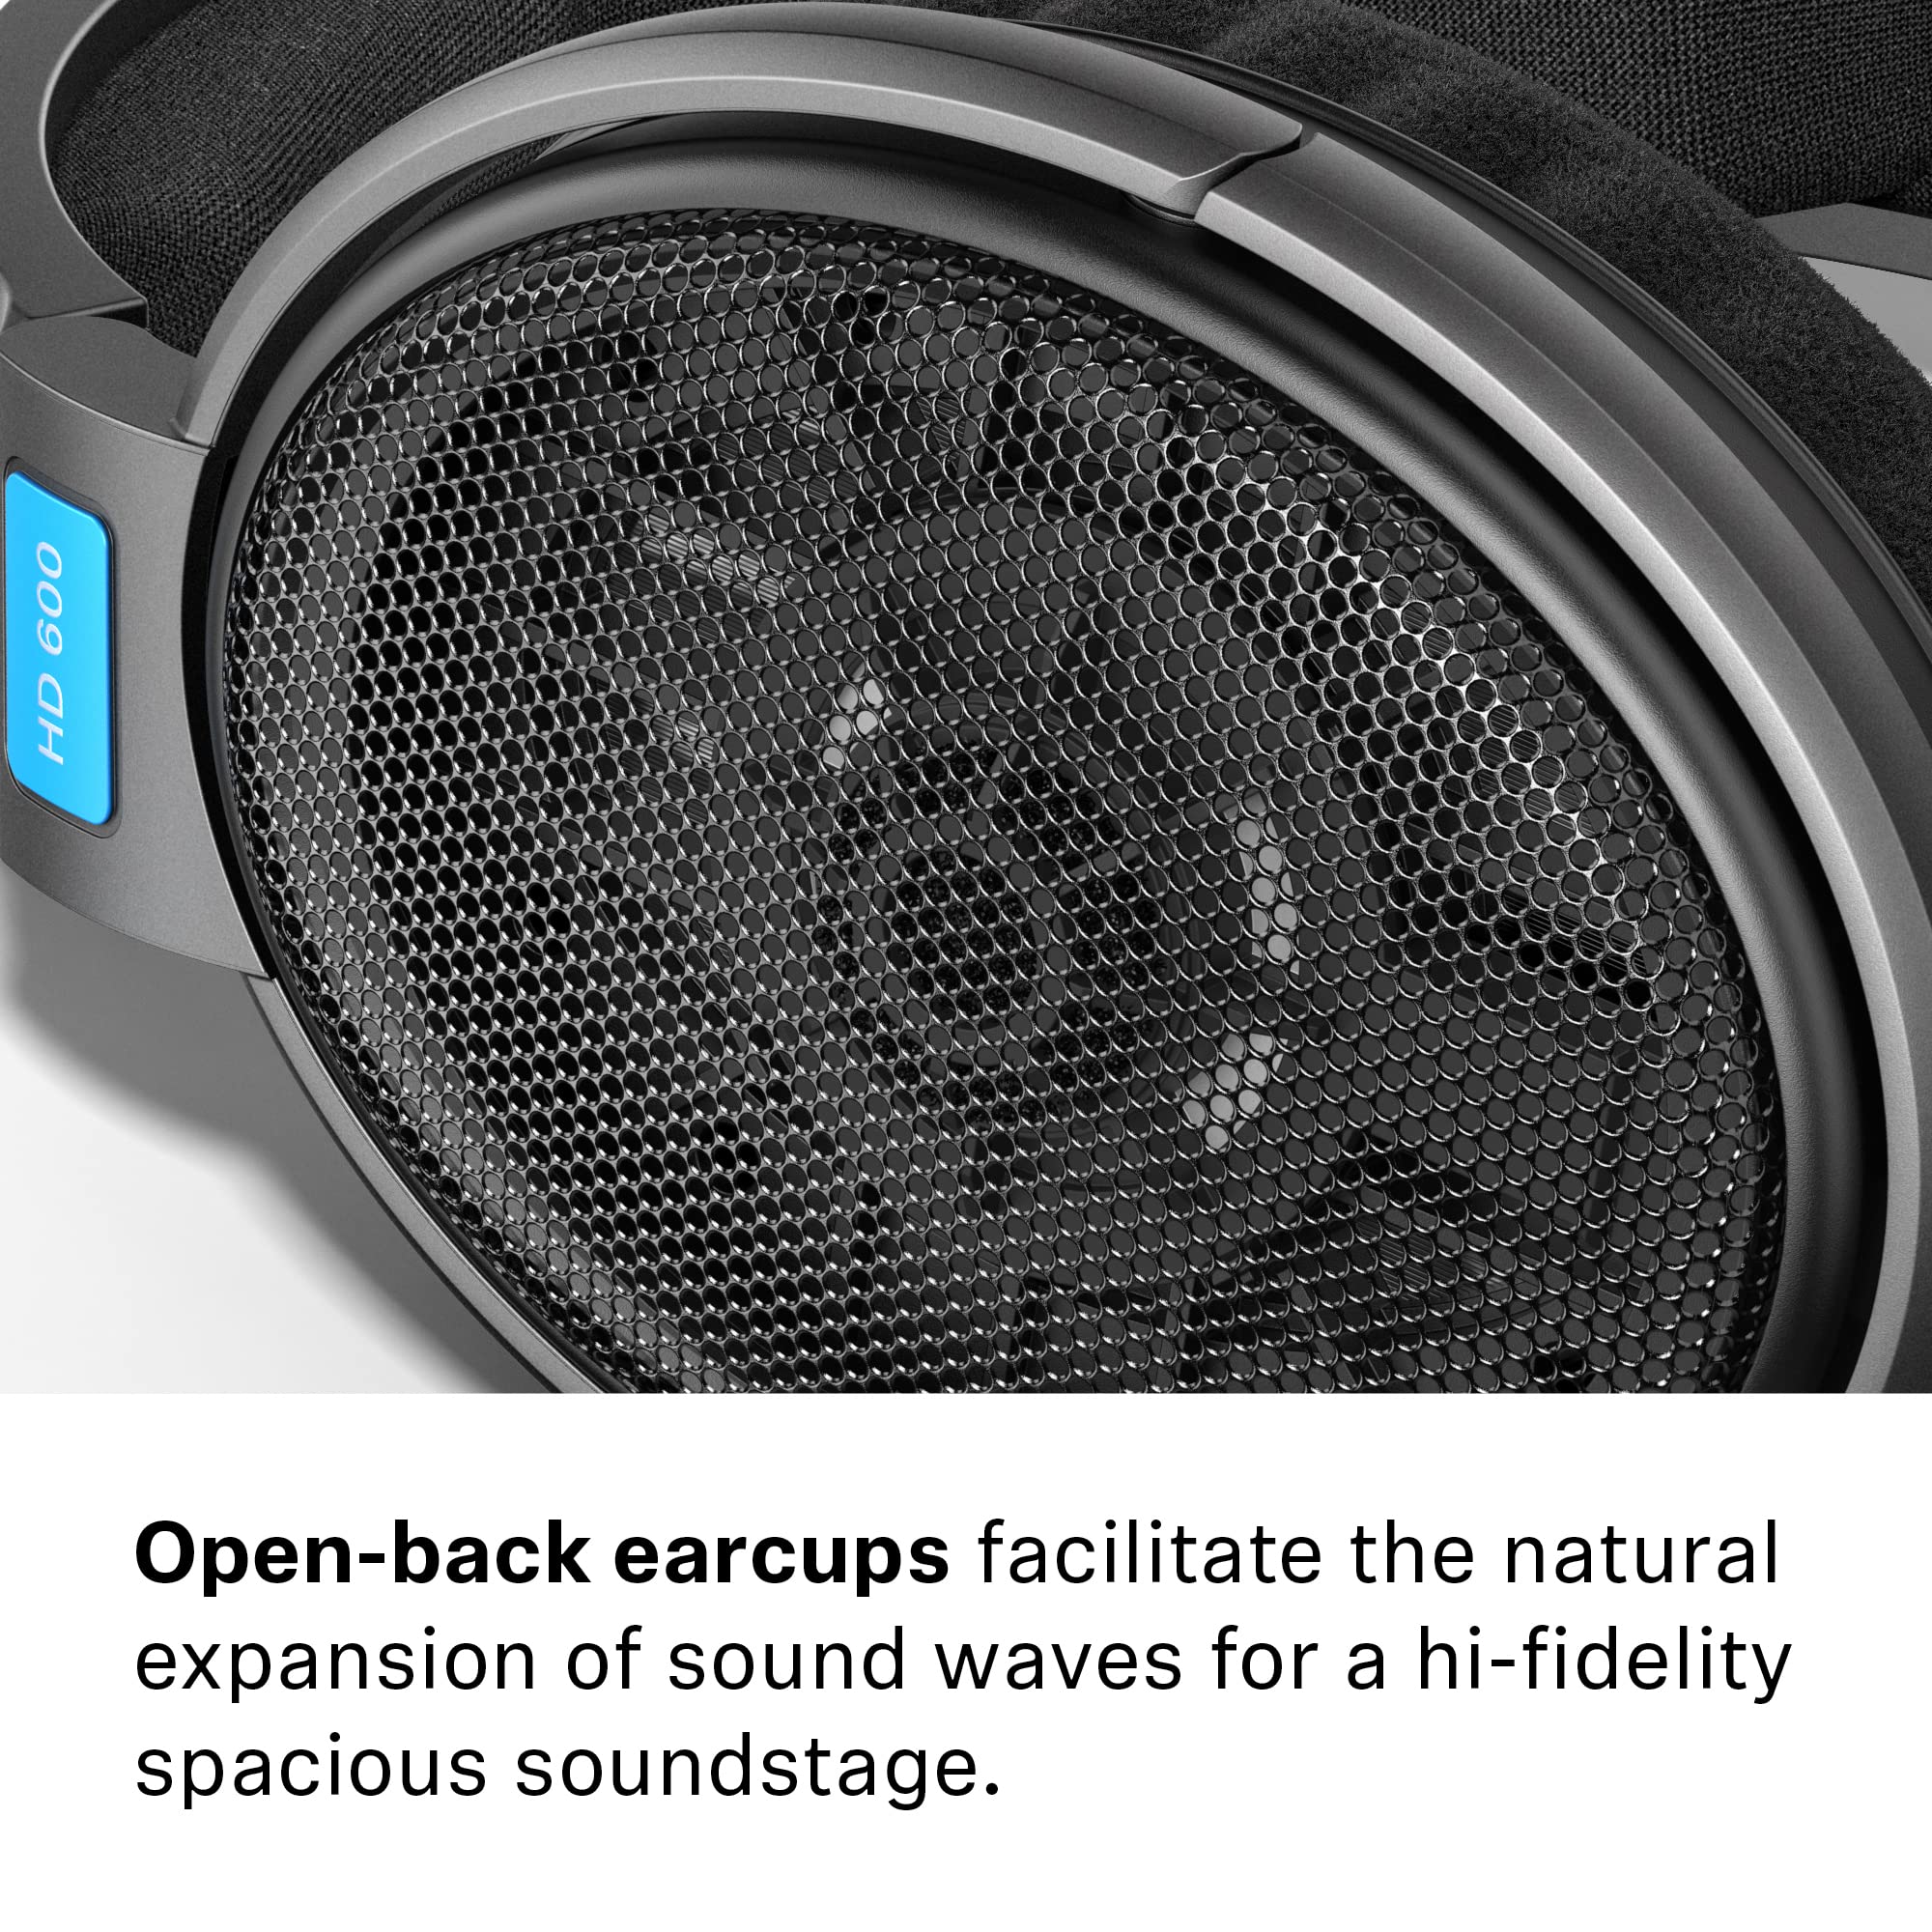 HD 600
Open-back earcups facilitate the natural
expansion of sound waves for a hi-fidelity
spacious soundstage.